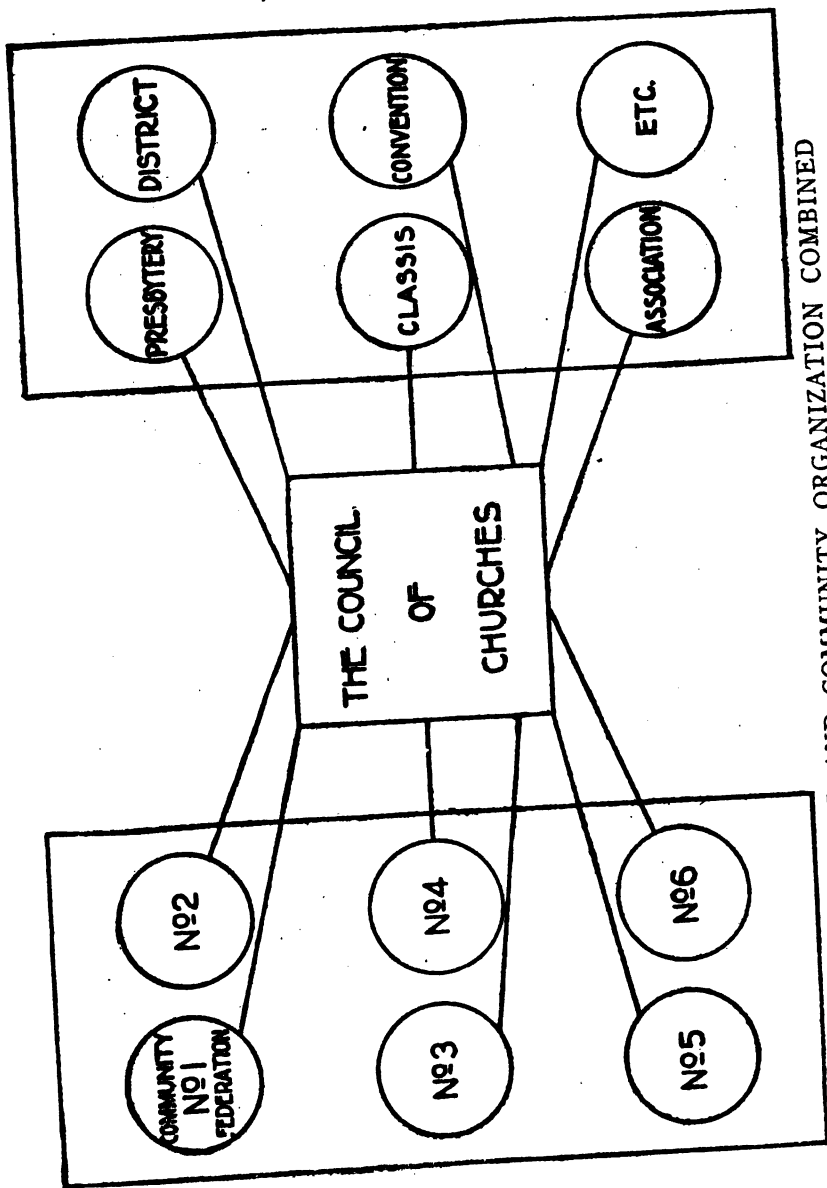 COMMUNITY
Nº1
FEDERATION
Nº2
Nº3
Nº4
Nº5
Nº6
THE COUNCIL
OF
CHURCHES
PRESBYTERY
DISTRICT
CLASSIS
CONVENTION
ASSOCIATION
ETC.
AND COMMUNITY ORGANIZATION COMBINED